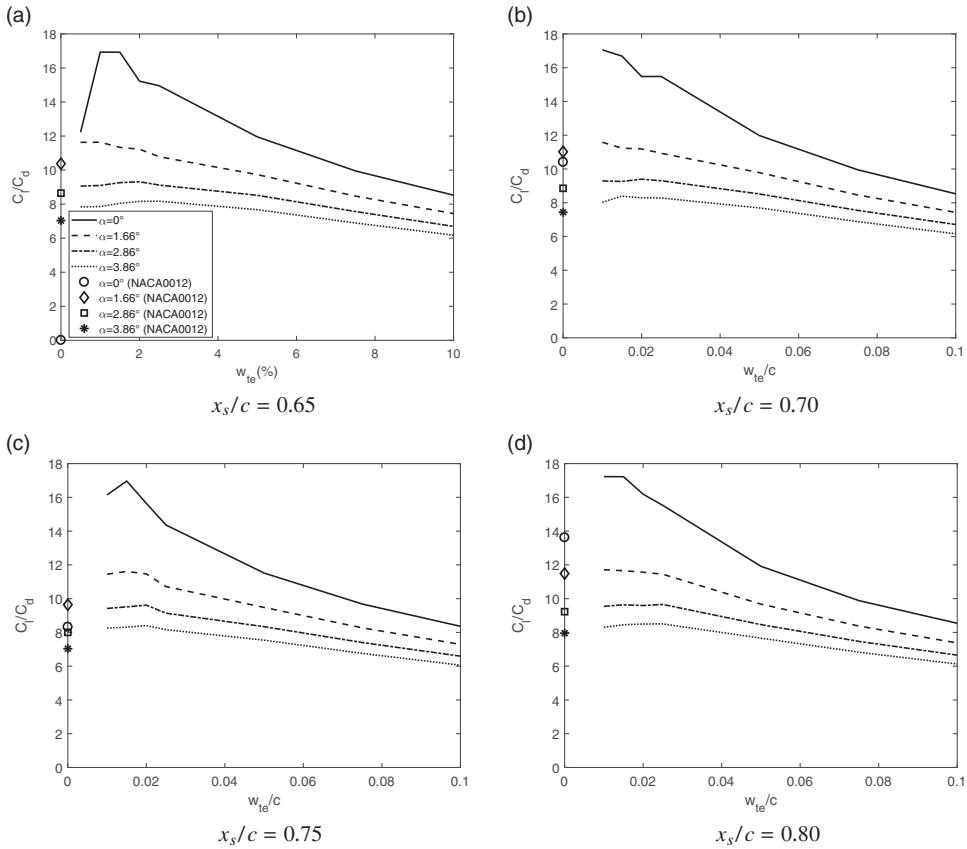 (a)
18
16
14
12
10
8
6
4
2
0
C_l/C_d
α=0°
α=1.66°
α=2.86°
α=3.86°
α=0° (NACA0012)
α=1.66° (NACA0012)
α=2.86° (NACA0012)
α=3.86° (NACA0012)
0 2 4 6 8 10
w_te(%)
x_s/c = 0.65
(b)
18
16
14
12
10
8
6
4
2
0
C_l/C_d
0 0.02 0.04 0.06 0.08 0.1
w_te/c
x_s/c = 0.70
(c)
18
16
14
12
10
8
6
4
2
0
C_l/C_d
0 0.02 0.04 0.06 0.08 0.1
w_te/c
x_s/c = 0.75
(d)
18
16
14
12
10
8
6
4
2
0
C_l/C_d
0 0.02 0.04 0.06 0.08 0.1
w_te/c
x_s/c = 0.80